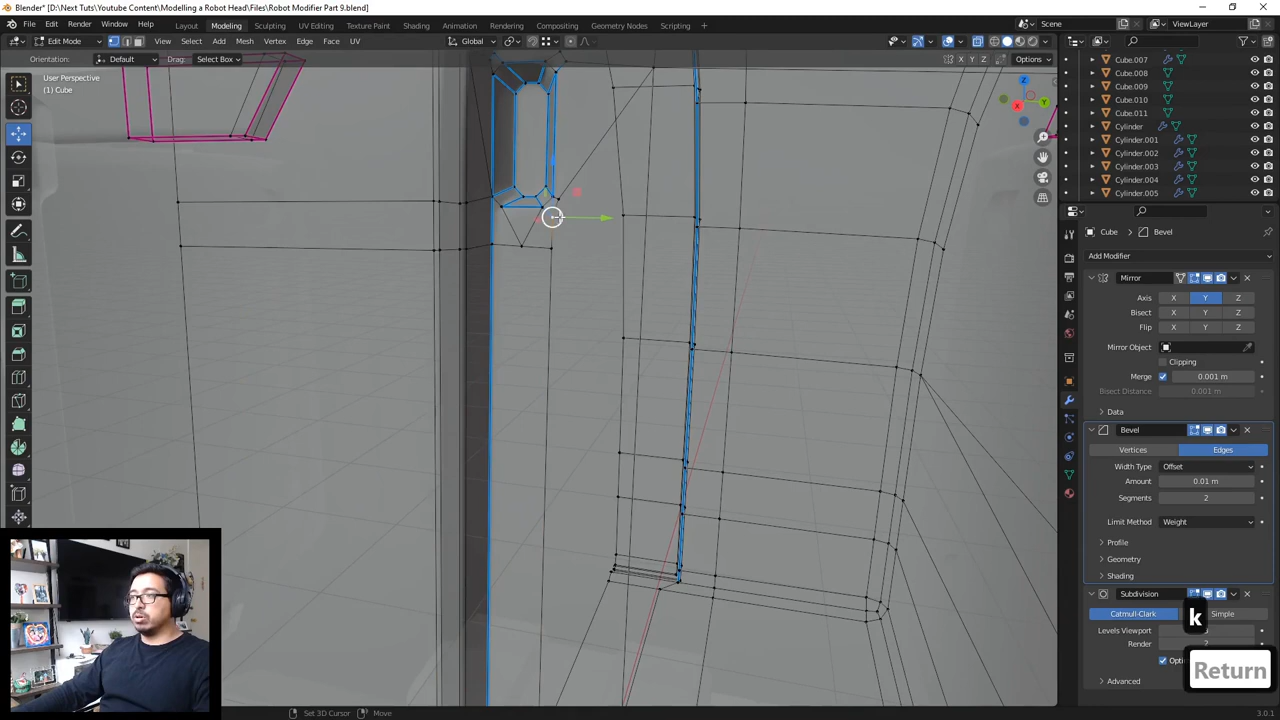 Blender* [D:\Next Tuts\Youtube Content\Modelling a Robot Head\Files\Robot Modifier Part 9.blend]
File Edit Render Window Help Layout Modeling Sculpting UV Editing Texture Paint Shading Animation Rendering Compositing Geometry Nodes Scripting Scene ViewLayer
Edit Mode View Select Add Mesh Vertex Edge Face UV Global
Orientation: Default Drag: Select Box X Y Z Options
User Perspective
(1) Cube
Z
Y
X
Cube.007
Cube.008
Cube.009
Cube.010
Cube.011
Cylinder
Cylinder.001
Cylinder.002
Cylinder.003
Cylinder.004
Cylinder.005
Cube Bevel
Add Modifier
Mirror
Axis X Y Z
Bisect X Y Z
Flip X Y Z
Mirror Object
Clipping
Merge 0.001 m
Bisect Distance 0.001 m
Data
Bevel
Vertices Edges
Width Type Offset
Amount 0.01 m
Segments 2
Limit Method Weight
Profile
Geometry
Shading
Subdivision
Catmull-Clark Simple
Levels Viewport
Render 2
Opti
Advanced
k
Return
Set 3D Cursor Move
3.0.1